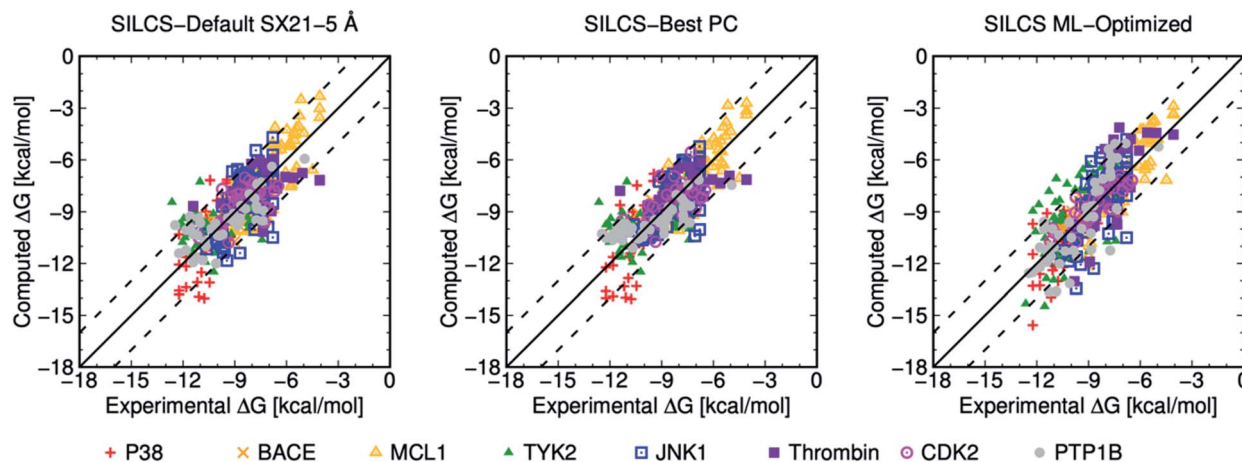 SILCS-Default SX21-5 Å SILCS-Best PC SILCS ML-Optimized
0 0 0
-3 -3 -3
-6 -6 -6
-9 -9 -9
-12 -12 -12
-15 -15 -15
-18 -18 -18
Computed ΔG [kcal/mol] Computed ΔG [kcal/mol] Computed ΔG [kcal/mol]
-18 -15 -12 -9 -6 -3 0 -18 -15 -12 -9 -6 -3 0 -18 -15 -12 -9 -6 -3 0
Experimental ΔG [kcal/mol] Experimental ΔG [kcal/mol] Experimental ΔG [kcal/mol]
P38 BACE MCL1 TYK2 JNK1 Thrombin CDK2 PTP1B